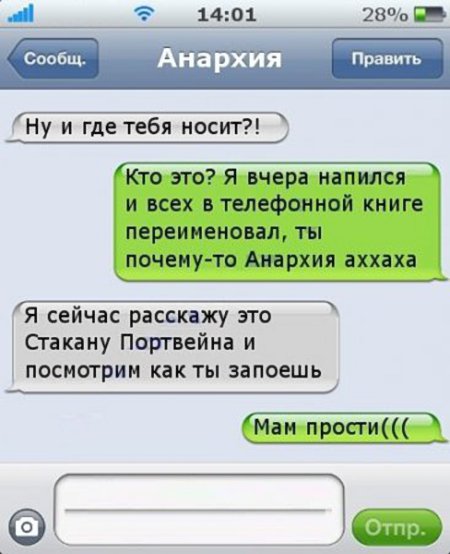 14:01 28%
Сообщ. Анархия Править
Ну и где тебя носит?!
Кто это? Я вчера напился
и всех в телефонной книге
переименовал, ты
почему-то Анархия аххаха
Я сейчас расскажу это
Стакану Портвейна и
посмотрим как ты запоешь
Мам прости(((
Отпр.